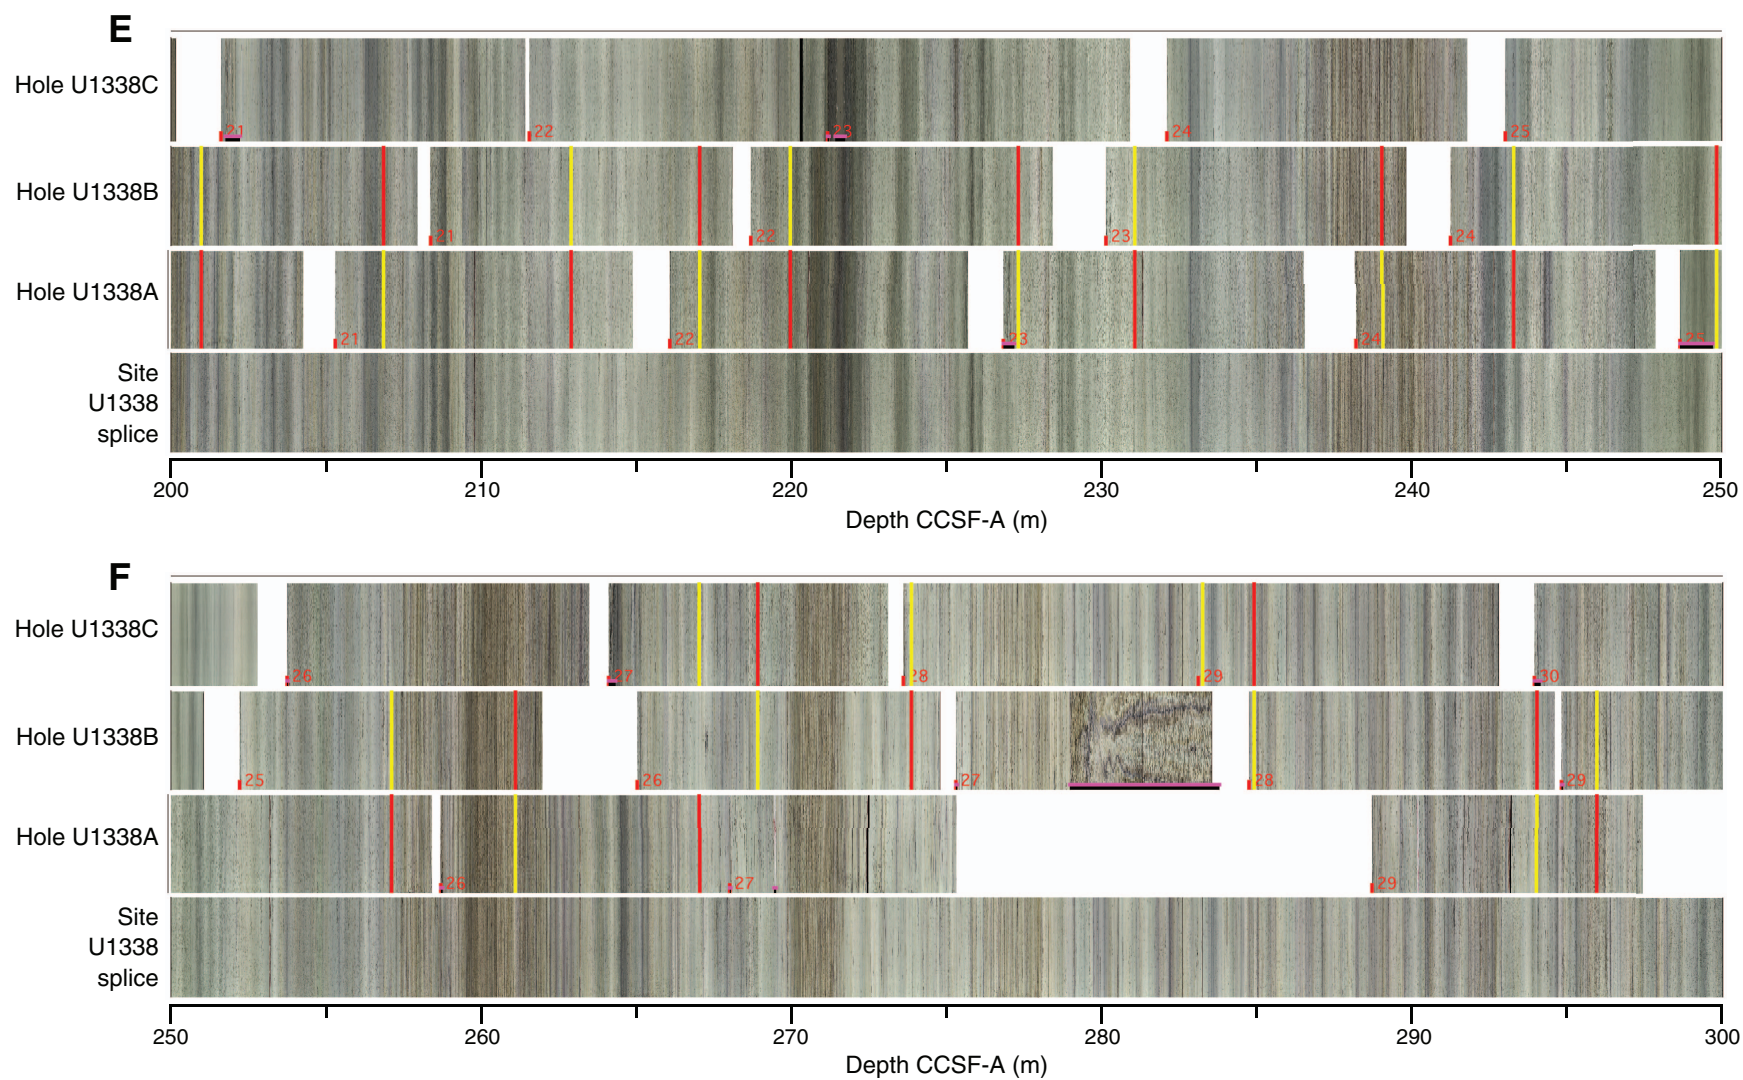 E
Hole U1338C
21 22 23 24 25
Hole U1338B
21 22 23 24
Hole U1338A
21 22 23 24 25
Site
U1338
splice
200 210 220 230 240 250
Depth CCSF-A (m)
F
Hole U1338C
26 27 28 29 30
Hole U1338B
25 26 27 28 29
Hole U1338A
26 27 29
Site
U1338
splice
250 260 270 280 290 300
Depth CCSF-A (m)